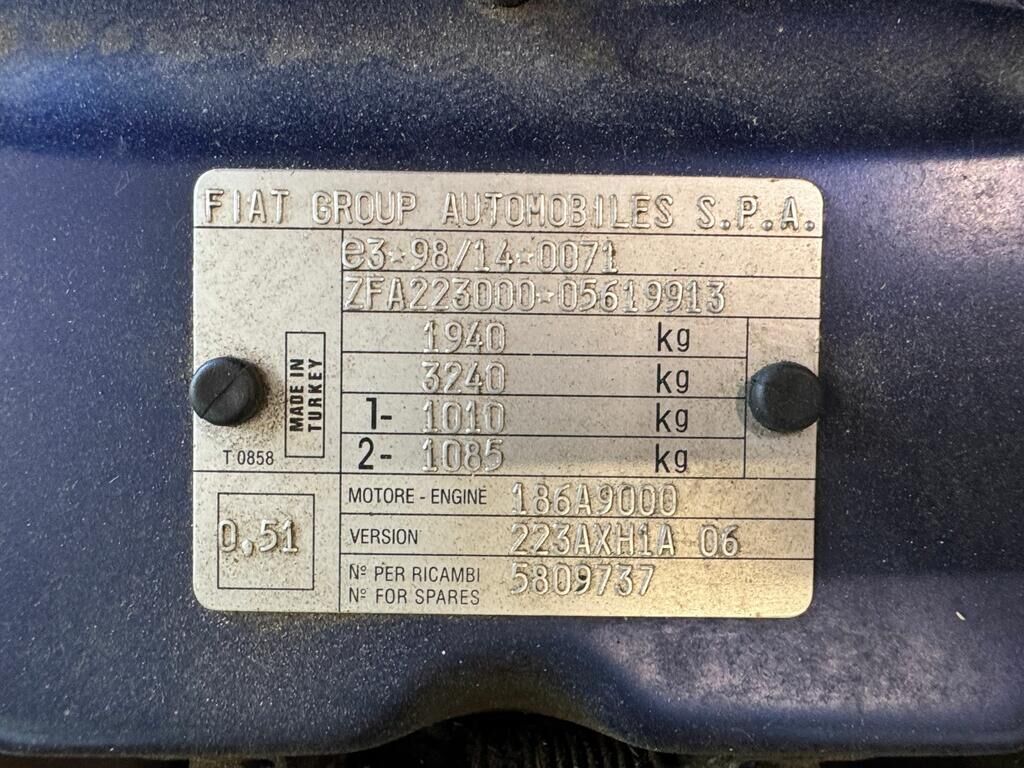 FIAT GROUP AUTOMOBILES S.P.A.
e3*98/14*0071
ZFA223000*05619913
1940 kg
3240 kg
1- 1010 kg
2- 1085 kg
MADE IN
TURKEY
T 0858
0.51
MOTORE - ENGINE 186A9000
VERSION 223AXH1A 06
Nº PER RICAMBI
Nº FOR SPARES
5809737